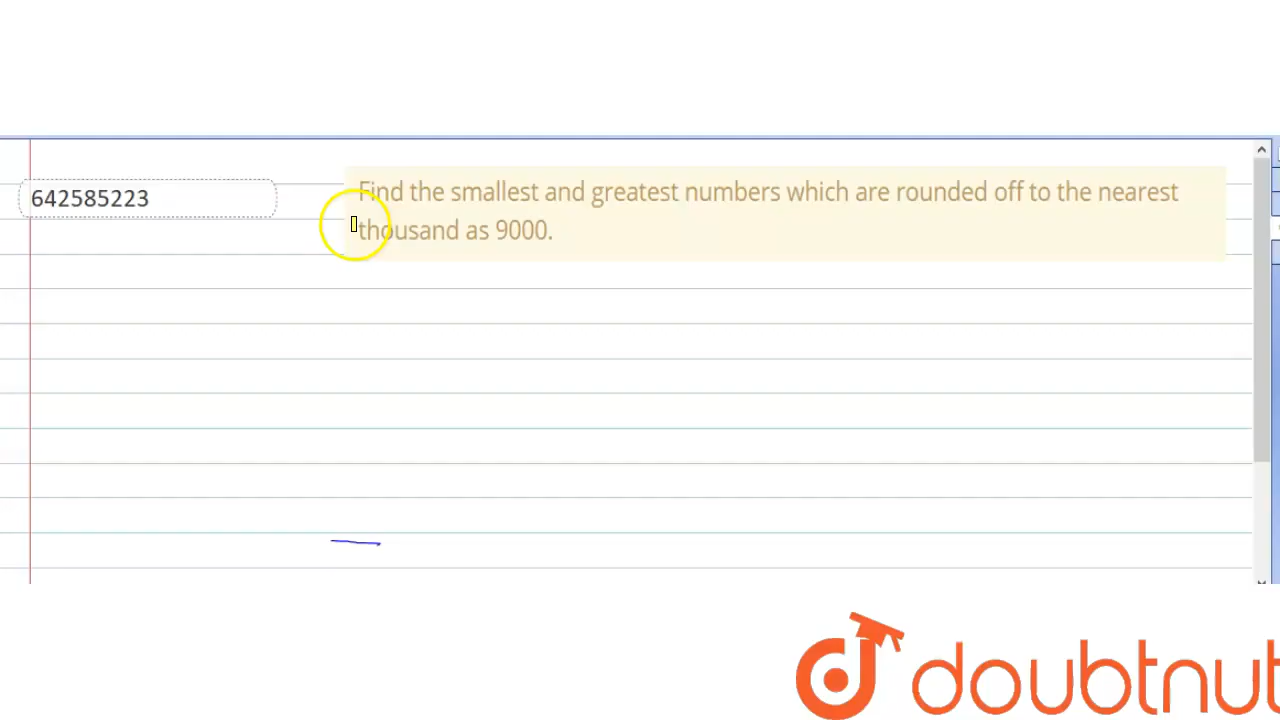 642585223
Find the smallest and greatest numbers which are rounded off to the nearest
thousand as 9000.
doubtnut